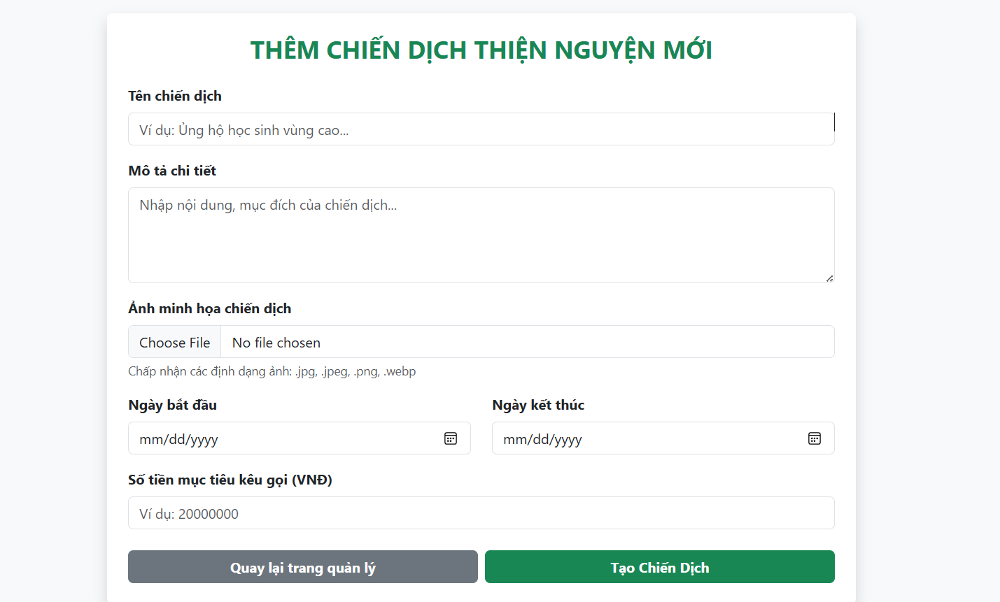 THÊM CHIẾN DỊCH THIỆN NGUYỆN MỚI
Tên chiến dịch
Ví dụ: Ủng hộ học sinh vùng cao...
Mô tả chi tiết
Nhập nội dung, mục đích của chiến dịch...
Ảnh minh họa chiến dịch
Choose File No file chosen
Chấp nhận các định dạng ảnh: .jpg, .jpeg, .png, .webp
Ngày bắt đầu Ngày kết thúc
mm/dd/yyyy mm/dd/yyyy
Số tiền mục tiêu kêu gọi (VNĐ)
Ví dụ: 20000000
Quay lại trang quản lý Tạo Chiến Dịch